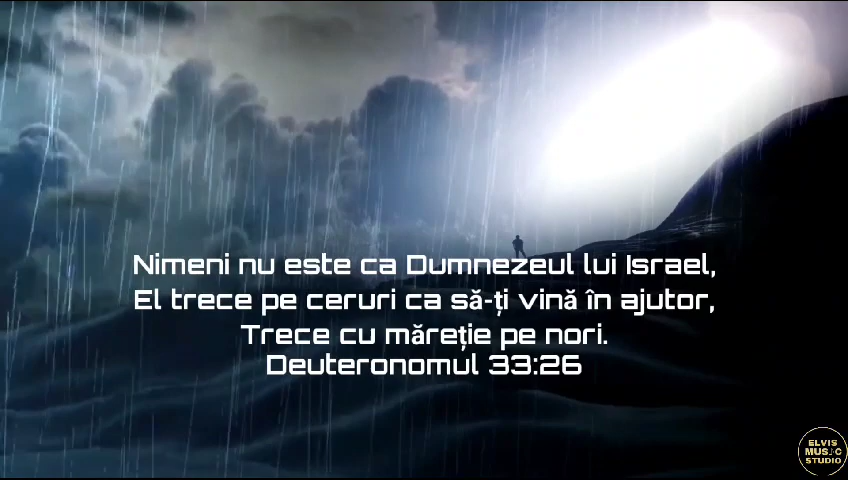 Nimeni nu este ca Dumnezeul lui Israel,
El trece pe ceruri ca să-ți vină în ajutor,
Trece cu măreție pe nori.
Deuteronomul 33:26
ELVIS
MUSIC
STUDIO